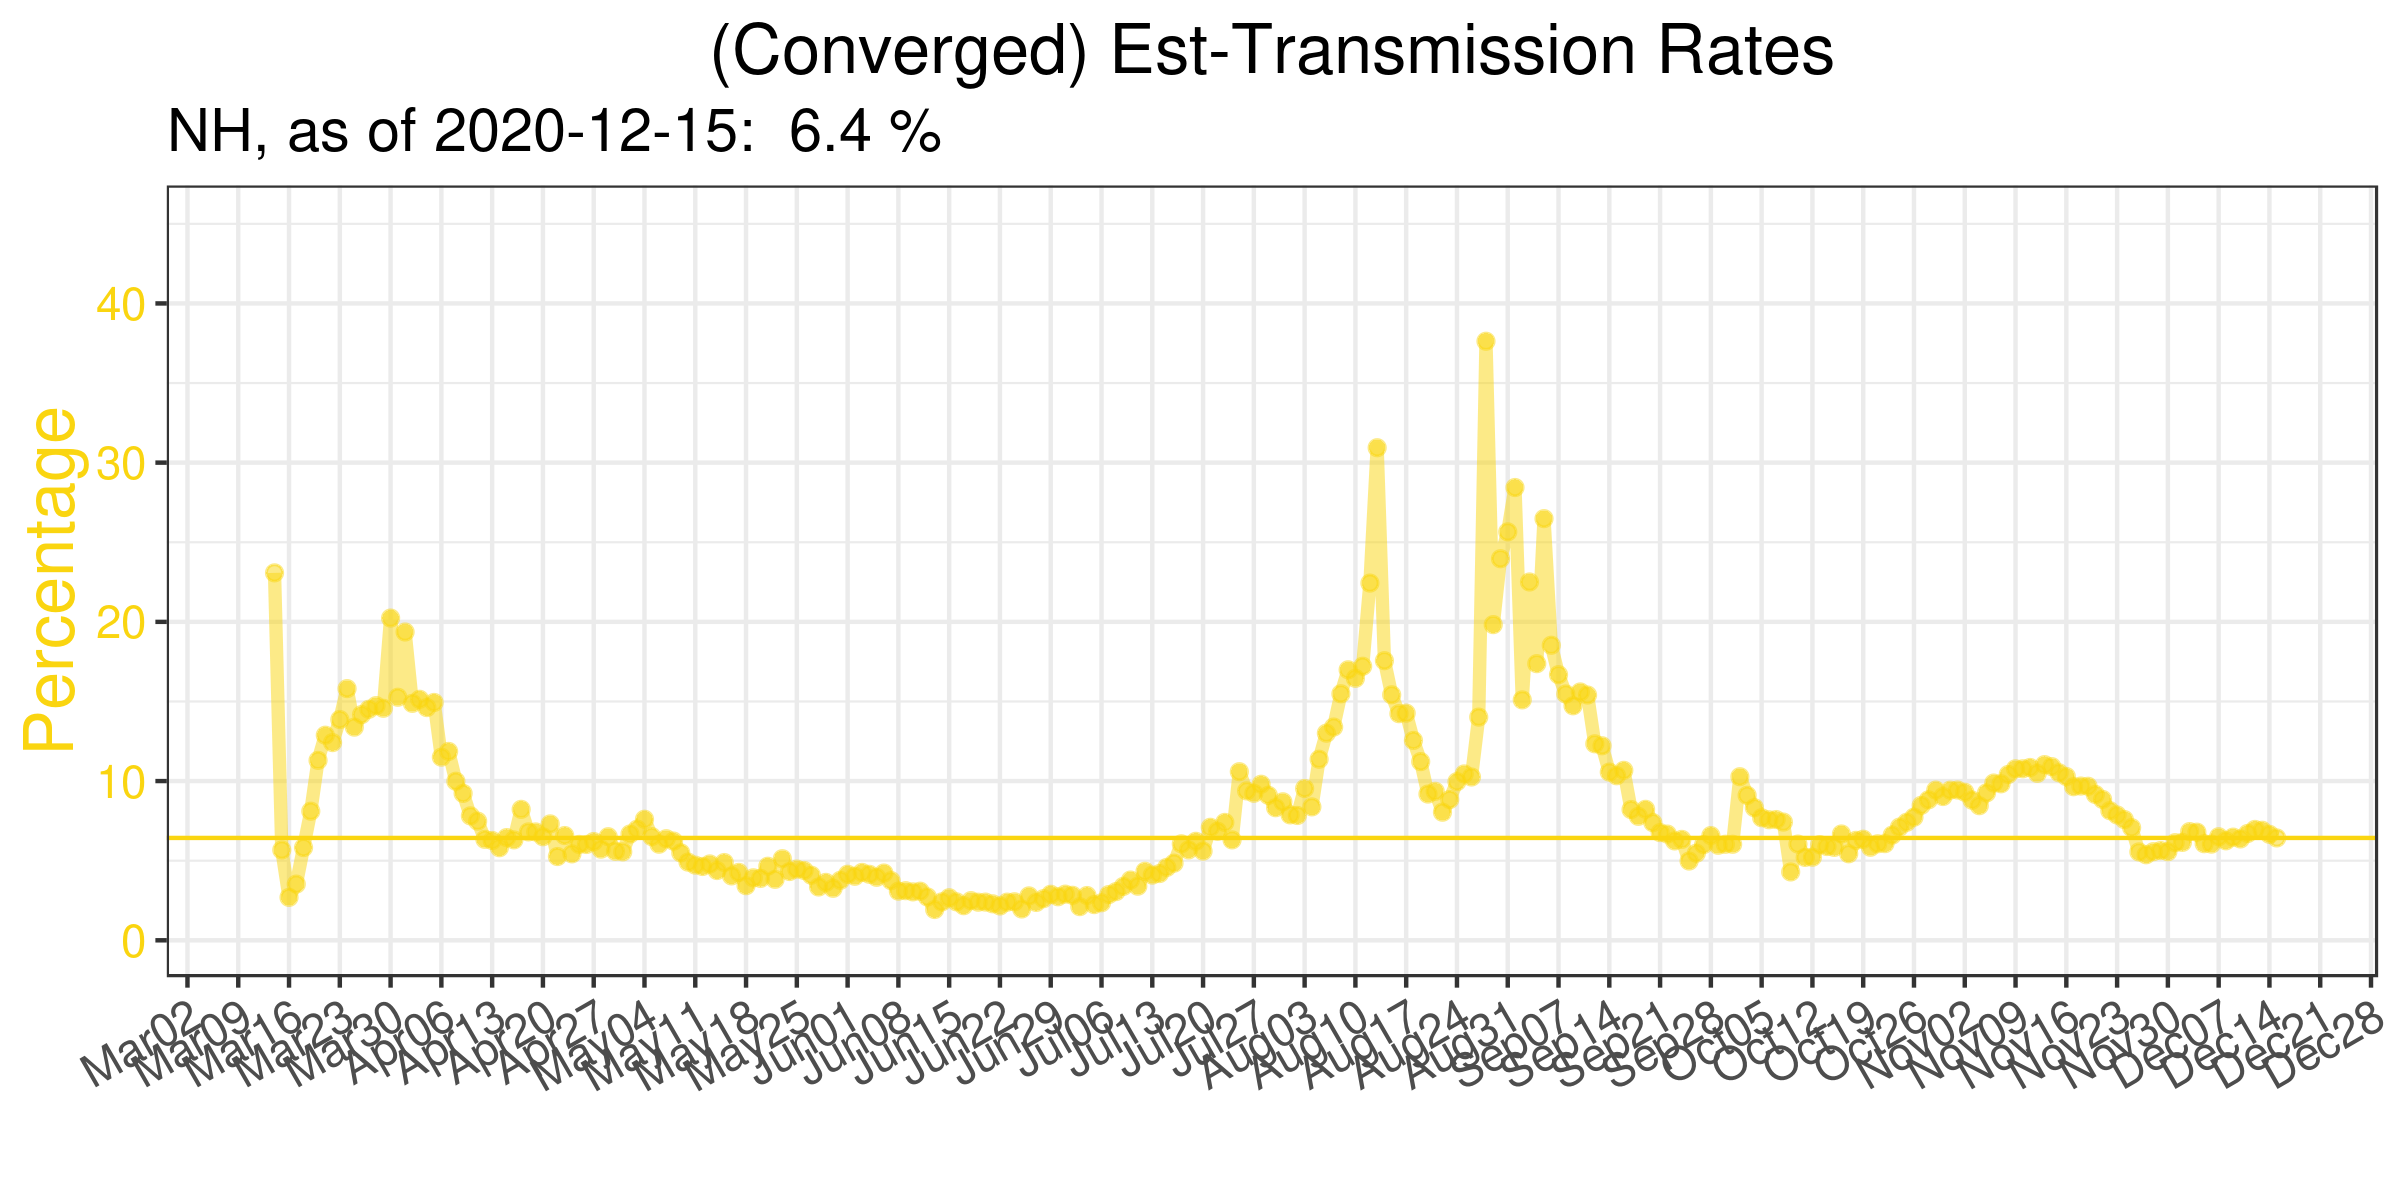 (Converged) Est-Transmission Rates
NH, as of 2020-12-15:  6.4 %
Percentage
40
30
20
10
0
Mar02
Mar09
Mar16
Mar23
Mar30
Apr06
Apr13
Apr20
Apr27
May04
May11
May18
May25
Jun01
Jun08
Jun15
Jun22
Jun29
Jul06
Jul13
Jul20
Jul27
Aug03
Aug10
Aug17
Aug24
Aug31
Sep07
Sep14
Sep21
Sep28
Oct05
Oct12
Oct19
Oct26
Nov02
Nov09
Nov16
Nov23
Nov30
Dec07
Dec14
Dec21
Dec28